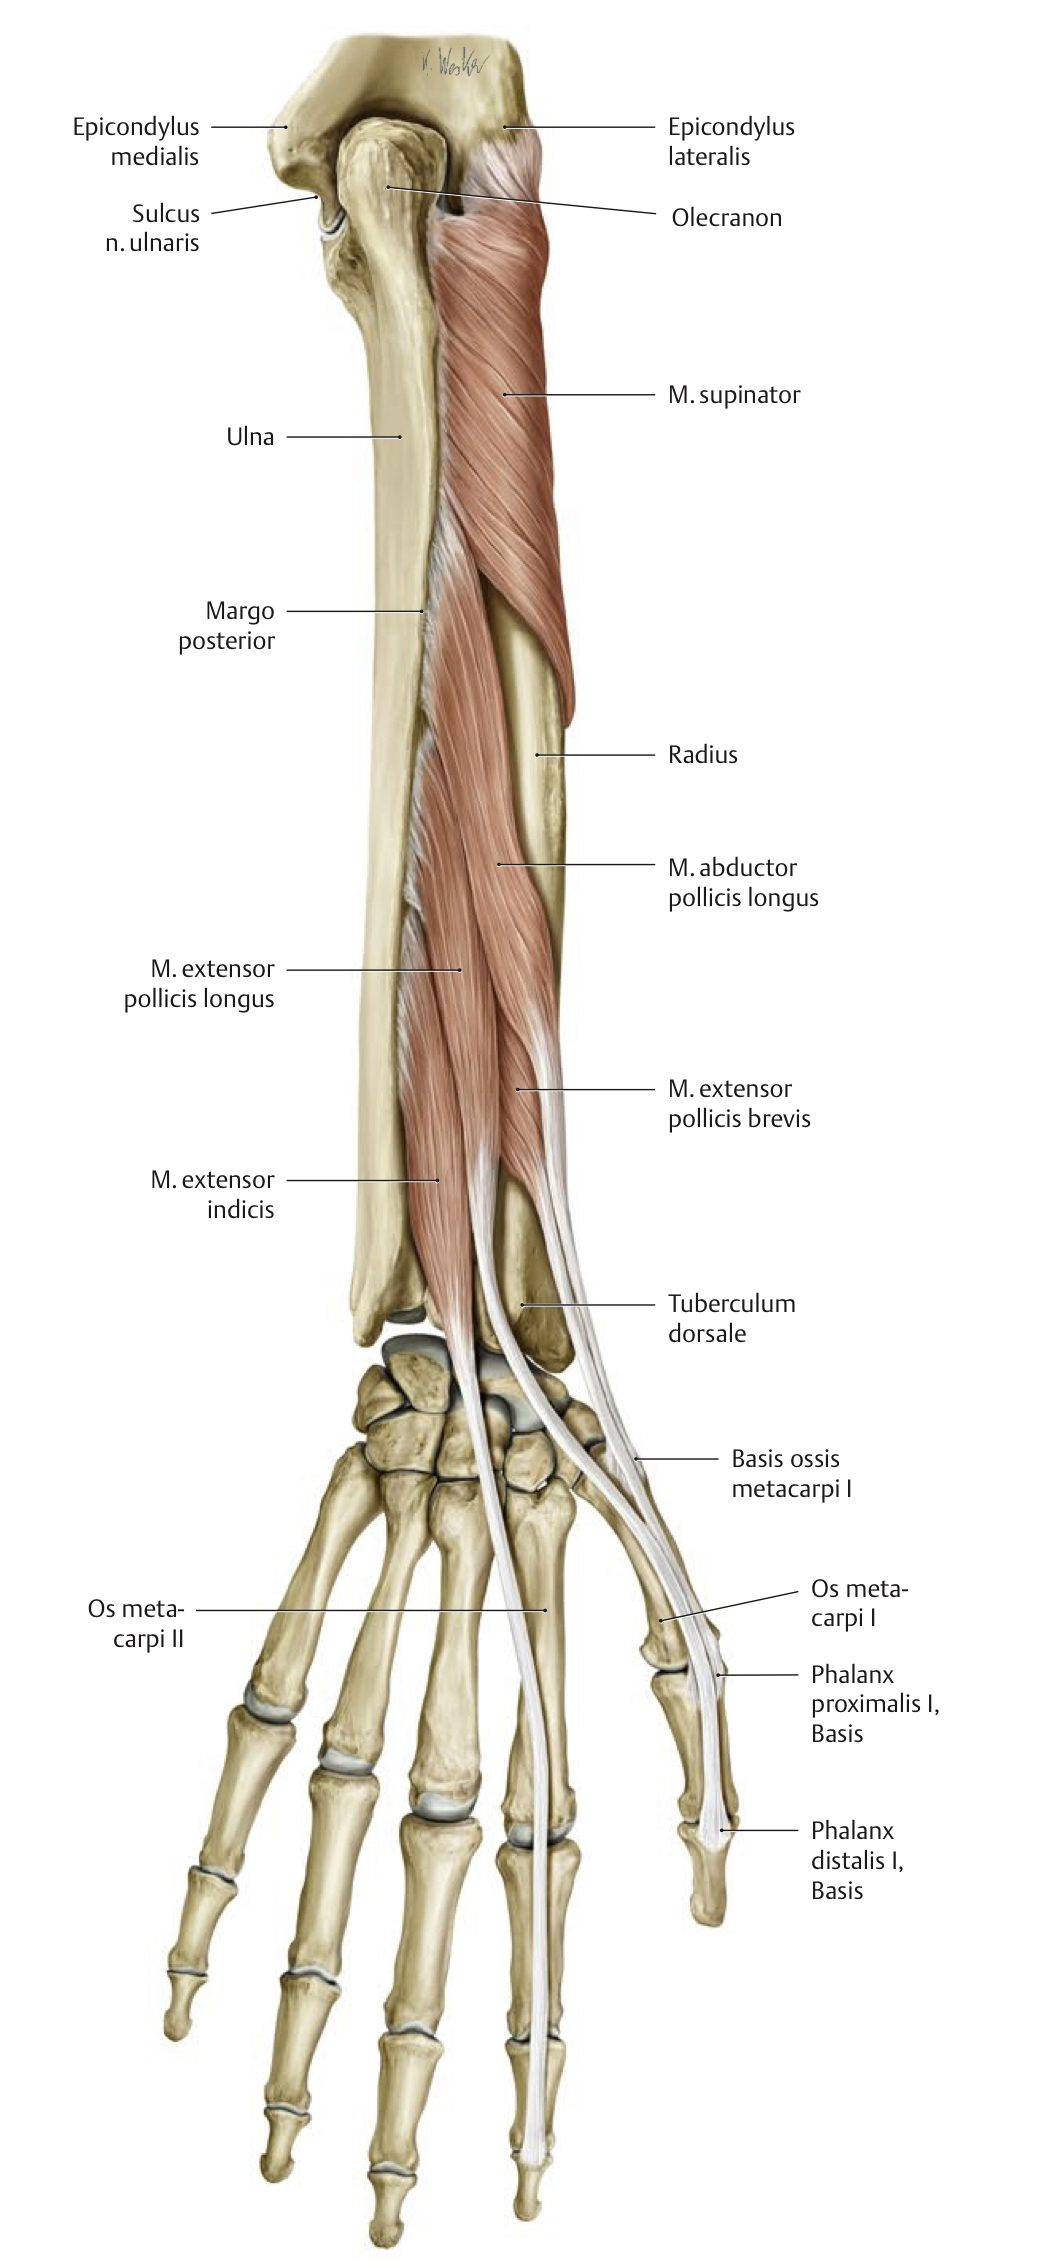 K. Wesker
Epicondylus
medialis
Epicondylus
lateralis
Sulcus
n. ulnaris
Olecranon
M. supinator
Ulna
Margo
posterior
Radius
M. abductor
pollicis longus
M. extensor
pollicis longus
M. extensor
pollicis brevis
M. extensor
indicis
Tuberculum
dorsale
Basis ossis
metacarpi I
Os meta-
carpi I
Os meta-
carpi II
Phalanx
proximalis I,
Basis
Phalanx
distalis I,
Basis